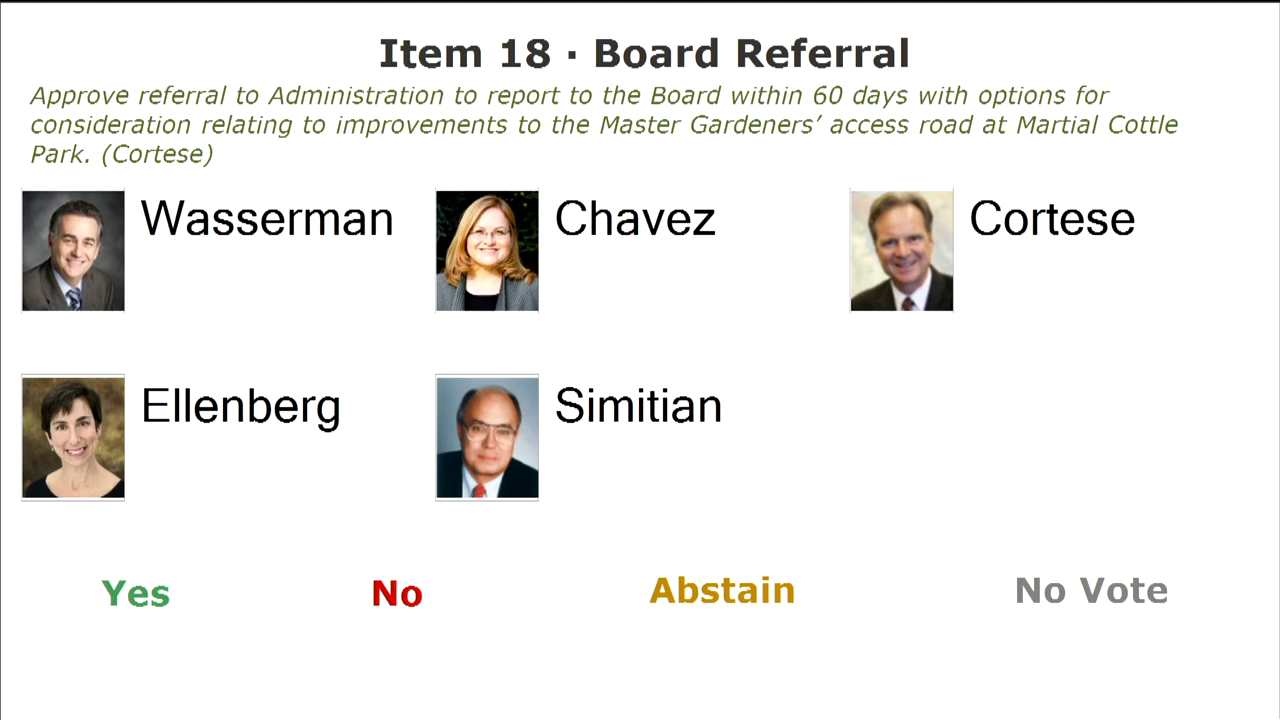 Item 18 · Board Referral
Approve referral to Administration to report to the Board within 60 days with options for
consideration relating to improvements to the Master Gardeners’ access road at Martial Cottle
Park. (Cortese)
Wasserman Chavez Cortese
Ellenberg Simitian
Yes No Abstain No Vote